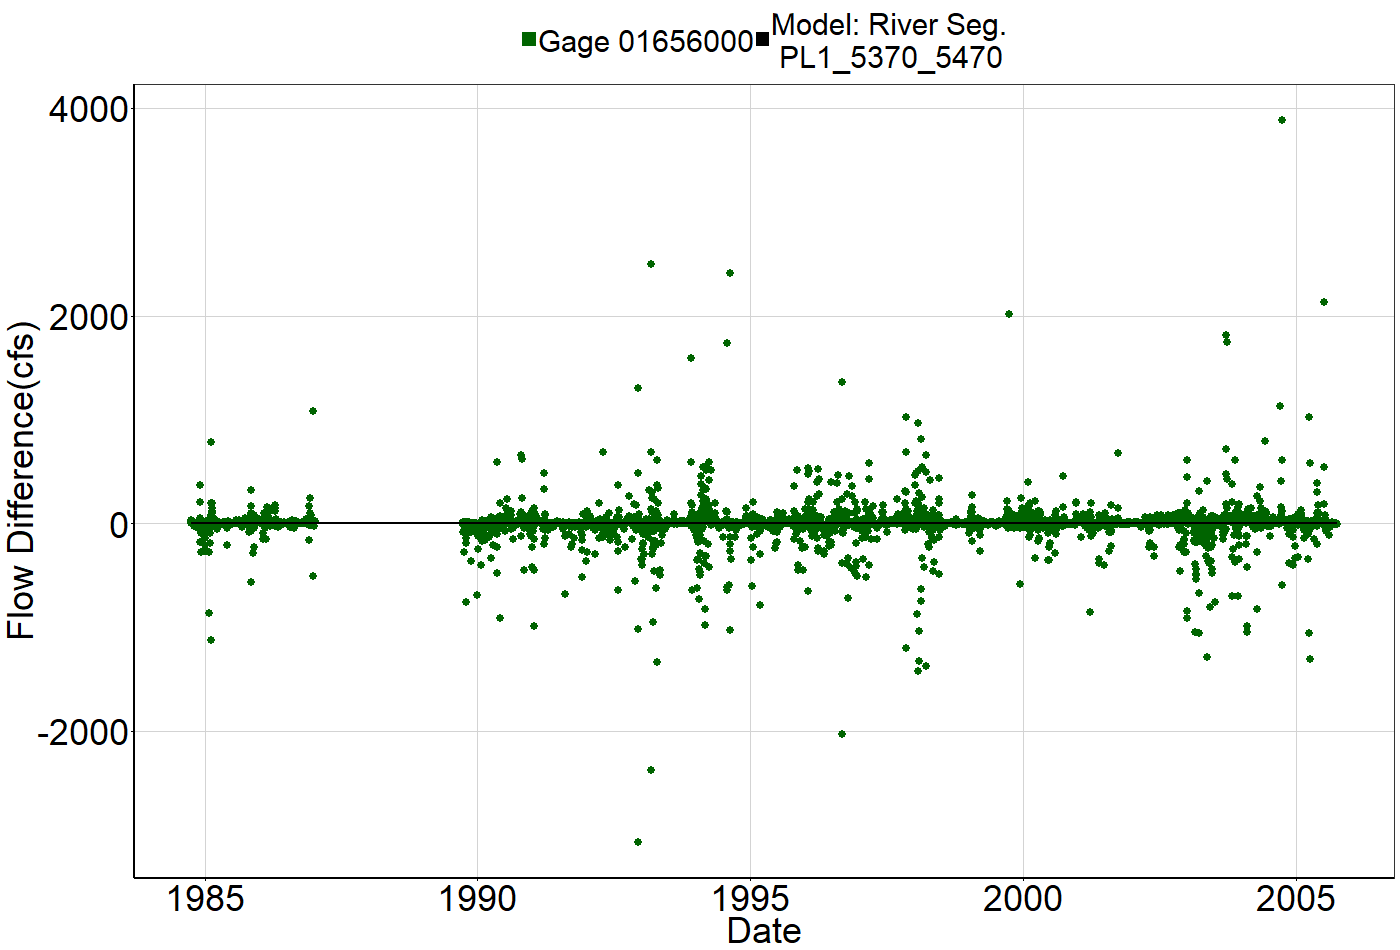 Gage 01656000
Model: River Seg.
PL1_5370_5470
4000
2000
0
-2000
Flow Difference(cfs)
1985 1990 1995 2000 2005
Date